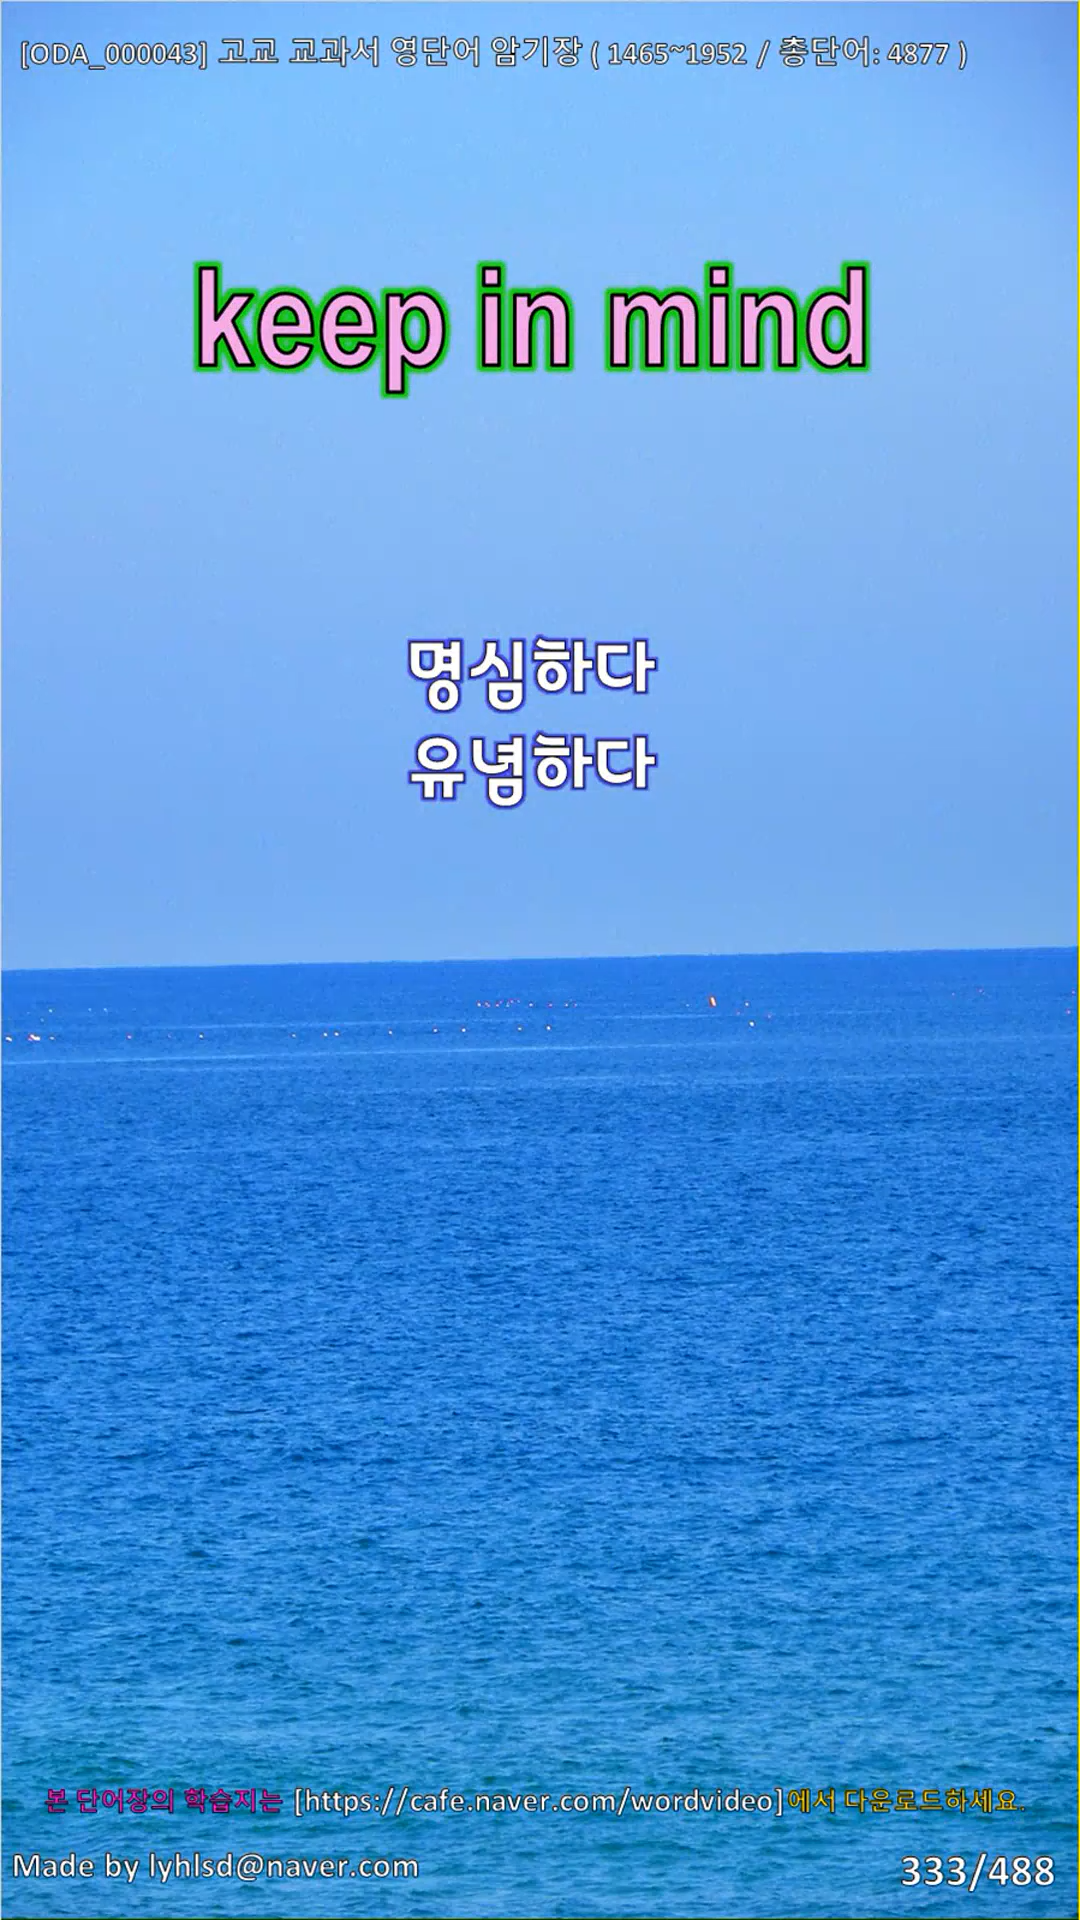 [ODA_000043] 고교 교과서 영단어 암기장 ( 1465~1952 / 총단어: 4877 )
keep in mind
명심하다
유념하다
본 단어장의 학습지는 [https://cafe.naver.com/wordvideo]에서 다운로드하세요.
Made by lyhlsd@naver.com
333/488